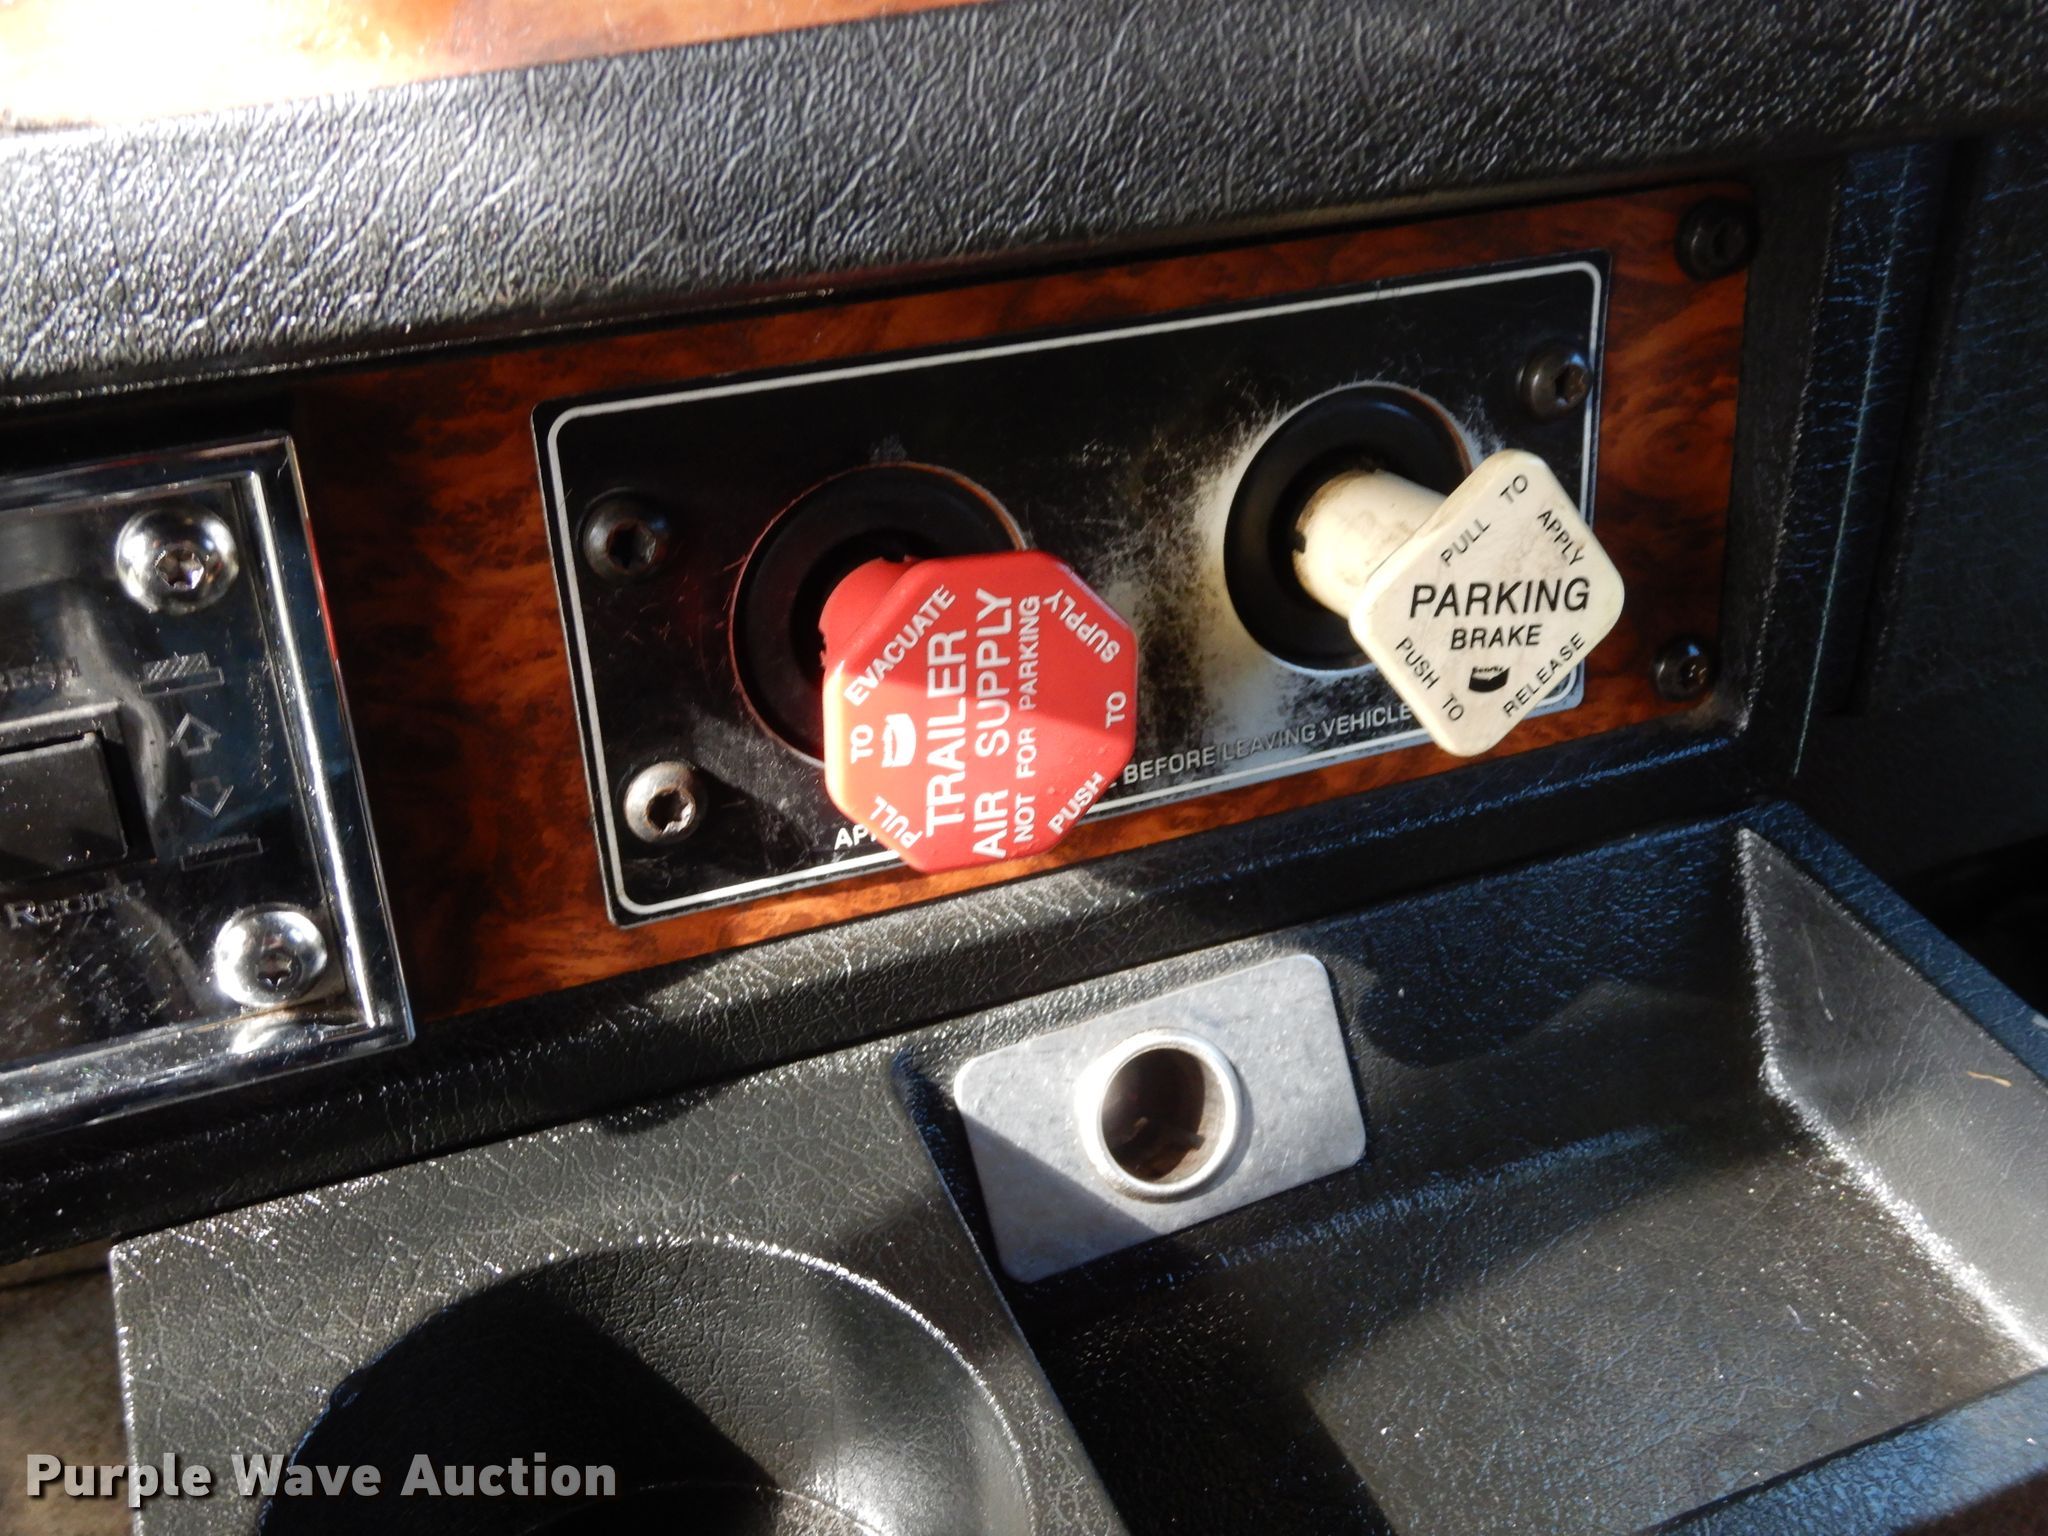 PULL TO EVACUATE
TRAILER
AIR SUPPLY
NOT FOR PARKING
PUSH TO SUPPLY
PULL TO APPLY
PARKING
BRAKE
Bendix
PUSH TO RELEASE
BEFORE LEAVING VEHICLE
Purple Wave Auction